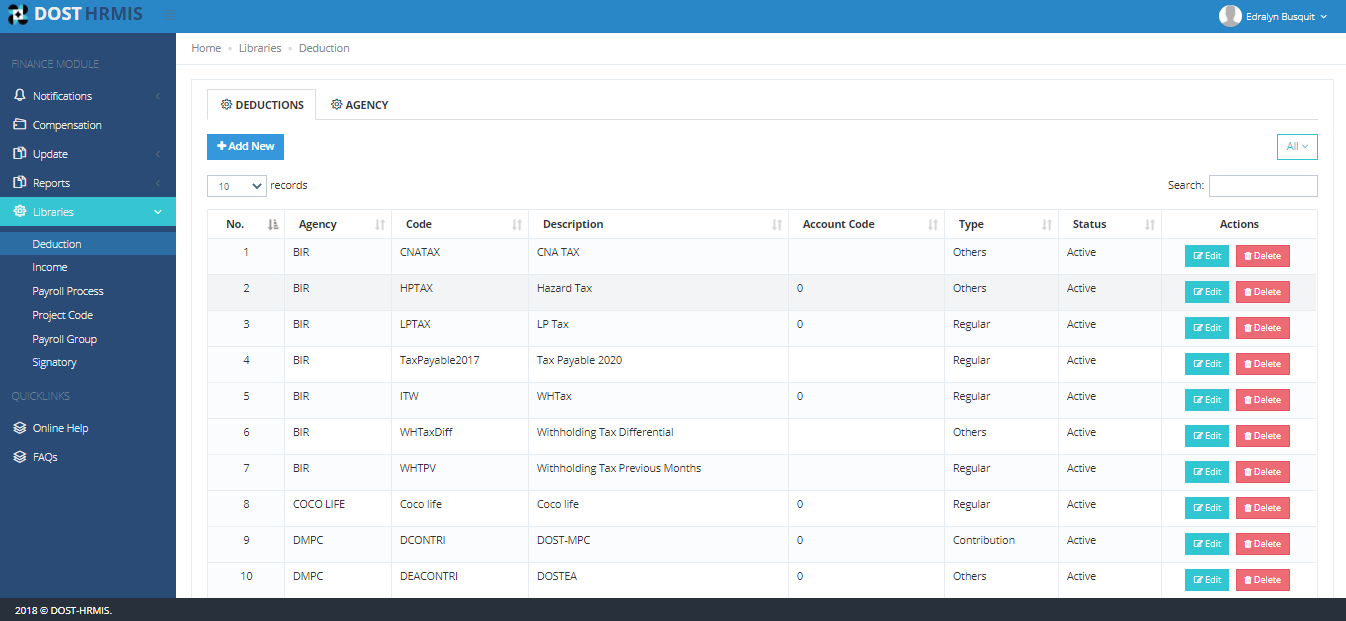 DOST HRMIS
Edralyn Busquit
FINANCE MODULE
Notifications
Compensation
Update
Reports
Libraries
Deduction
Income
Payroll Process
Project Code
Payroll Group
Signatory
QUICKLINKS
Online Help
FAQs
Home Libraries Deduction
DEDUCTIONS AGENCY
Add New All
10 records Search:
No. Agency Code Description Account Code Type Status Actions
1 BIR CNATAX CNA TAX Others Active Edit Delete
2 BIR HPTAX Hazard Tax 0 Others Active Edit Delete
3 BIR LPTAX LP Tax 0 Regular Active Edit Delete
4 BIR TaxPayable2017 Tax Payable 2020 Regular Active Edit Delete
5 BIR ITW WHTax 0 Regular Active Edit Delete
6 BIR WHTaxDiff Withholding Tax Differential Others Active Edit Delete
7 BIR WHTPV Withholding Tax Previous Months Regular Active Edit Delete
8 COCO LIFE Coco life Coco life 0 Regular Active Edit Delete
9 DMPC DCONTRI DOST-MPC 0 Contribution Active Edit Delete
10 DMPC DEACONTRI DOSTEA 0 Others Active Edit Delete
2018 © DOST-HRMIS.